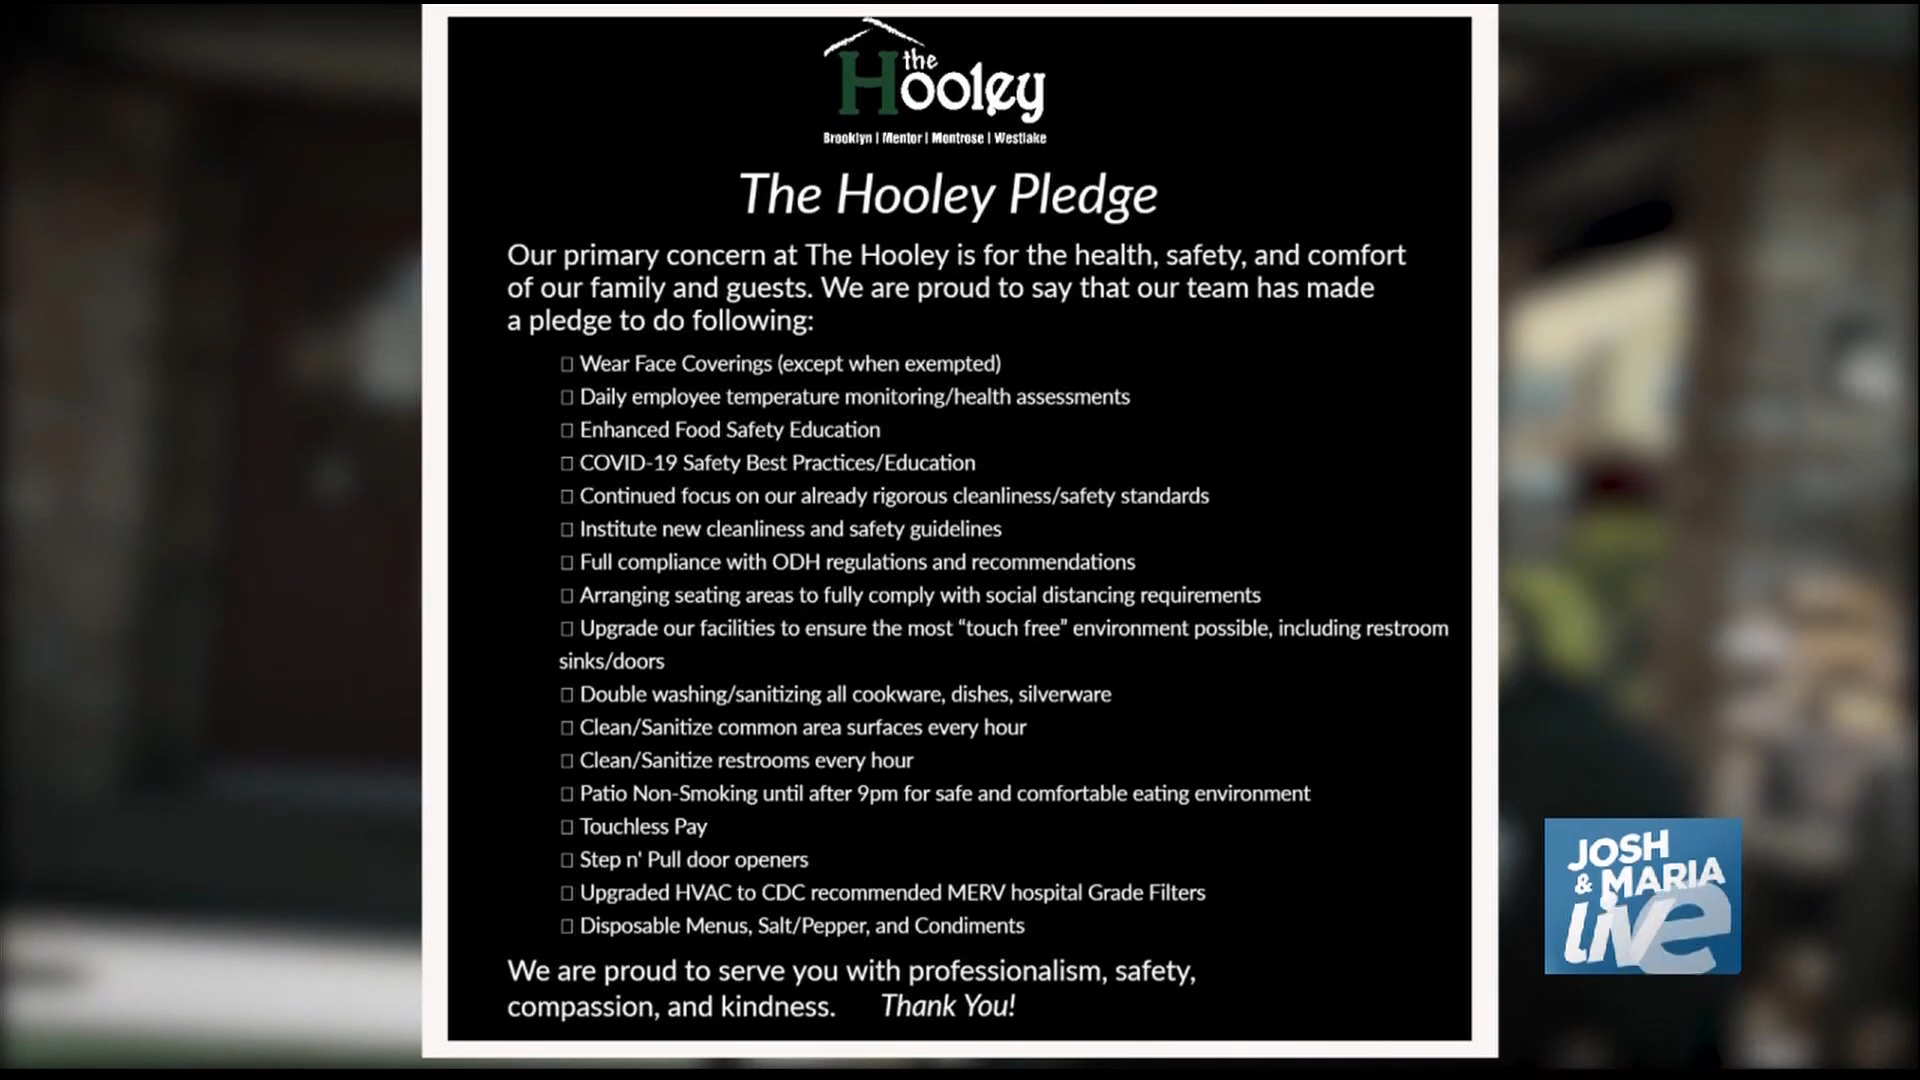 the
Hooley
Brooklyn | Mentor | Montrose | Westlake
The Hooley Pledge
Our primary concern at The Hooley is for the health, safety, and comfort
of our family and guests. We are proud to say that our team has made
a pledge to do following:
□ Wear Face Coverings (except when exempted)
□ Daily employee temperature monitoring/health assessments
□ Enhanced Food Safety Education
□ COVID-19 Safety Best Practices/Education
□ Continued focus on our already rigorous cleanliness/safety standards
□ Institute new cleanliness and safety guidelines
□ Full compliance with ODH regulations and recommendations
□ Arranging seating areas to fully comply with social distancing requirements
□ Upgrade our facilities to ensure the most “touch free” environment possible, including restroom
sinks/doors
□ Double washing/sanitizing all cookware, dishes, silverware
□ Clean/Sanitize common area surfaces every hour
□ Clean/Sanitize restrooms every hour
□ Patio Non-Smoking until after 9pm for safe and comfortable eating environment
□ Touchless Pay
□ Step n' Pull door openers
□ Upgraded HVAC to CDC recommended MERV hospital Grade Filters
□ Disposable Menus, Salt/Pepper, and Condiments
We are proud to serve you with professionalism, safety,
compassion, and kindness. Thank You!
JOSH
& MARIA
LIVE